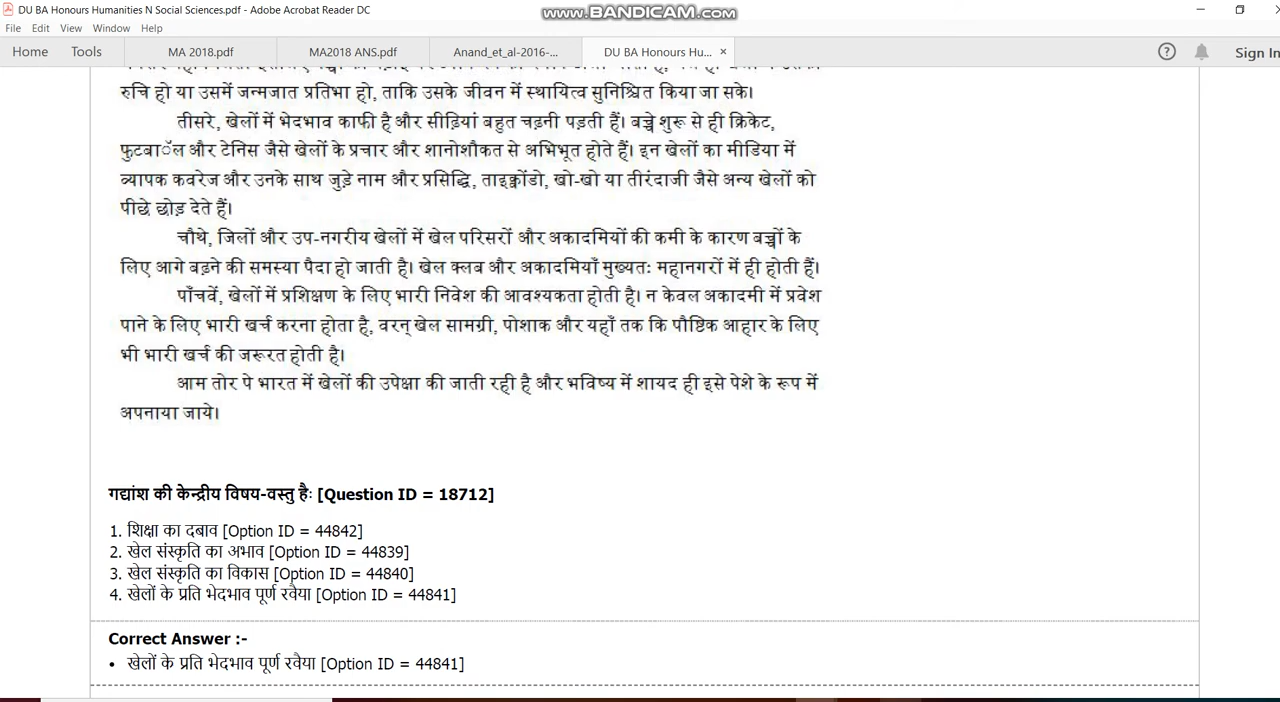 DU BA Honours Humanities N Social Sciences.pdf - Adobe Acrobat Reader DC
www.BANDICAM.com
File Edit View Window Help
Home Tools MA 2018.pdf MA2018 ANS.pdf Anand_et_al-2016-... DU BA Honours Hu... × Sign In
रुचि हो या उसमें जन्मजात प्रतिभा हो, ताकि उसके जीवन में स्थायित्व सुनिश्चित किया जा सके।
तीसरे, खेलों में भेदभाव काफी है और सीढ़ियां बहुत चढ़नी पड़ती हैं। बच्चे शुरू से ही क्रिकेट,
फुटबाॅल और टेनिस जैसे खेलों के प्रचार और शानोशौकत से अभिभूत होते हैं। इन खेलों का मीडिया में
व्यापक कवरेज और उनके साथ जुड़े नाम और प्रसिद्धि, ताइक्वोंडो, खो-खो या तीरंदाजी जैसे अन्य खेलों को
पीछे छोड़ देते हैं।
चौथे, जिलों और उप-नगरीय खेलों में खेल परिसरों और अकादमियों की कमी के कारण बच्चों के
लिए आगे बढ़ने की समस्या पैदा हो जाती है। खेल क्लब और अकादमियाँ मुख्यतः महानगरों में ही होती हैं।
पाँचवें, खेलों में प्रशिक्षण के लिए भारी निवेश की आवश्यकता होती है। न केवल अकादमी में प्रवेश
पाने के लिए भारी खर्च करना होता है, वरन् खेल सामग्री, पोशाक और यहाँ तक कि पौष्टिक आहार के लिए
भी भारी खर्च की जरूरत होती है।
आम तोर पे भारत में खेलों की उपेक्षा की जाती रही है और भविष्य में शायद ही इसे पेशे के रूप में
अपनाया जाये।
गद्यांश की केन्द्रीय विषय-वस्तु हैः [Question ID = 18712]
1. शिक्षा का दबाव [Option ID = 44842]
2. खेल संस्कृति का अभाव [Option ID = 44839]
3. खेल संस्कृति का विकास [Option ID = 44840]
4. खेलों के प्रति भेदभाव पूर्ण रवैया [Option ID = 44841]
Correct Answer :-
• खेलों के प्रति भेदभाव पूर्ण रवैया [Option ID = 44841]